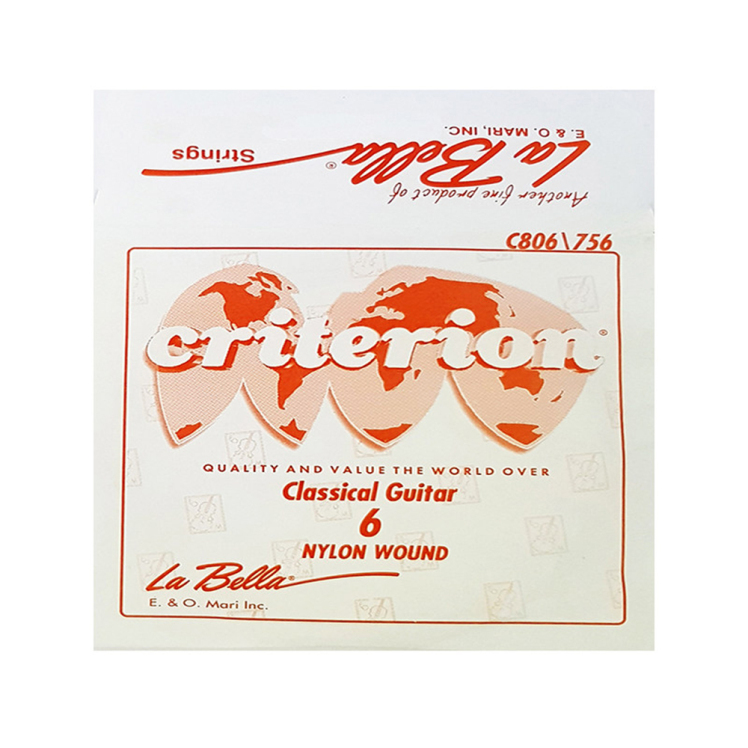 Another fine product of
La Bella® Strings
E. & O. MARI, INC.
C806\756
criterion®
QUALITY AND VALUE THE WORLD OVER
Classical Guitar
6
NYLON WOUND
La Bella®
E. & O. Mari Inc.